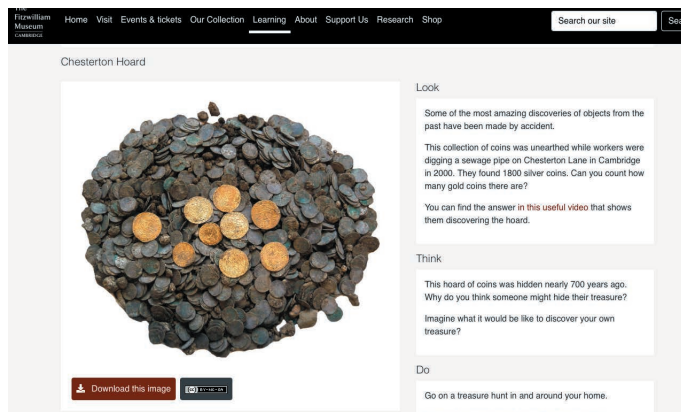 The
Fitzwilliam
Museum
CAMBRIDGE
Home Visit Events & tickets Our Collection Learning About Support Us Research Shop
Search our site
Sea
Chesterton Hoard
Look
Some of the most amazing discoveries of objects from the
past have been made by accident.
This collection of coins was unearthed while workers were
digging a sewage pipe on Chesterton Lane in Cambridge
in 2000. They found 1800 silver coins. Can you count how
many gold coins there are?
You can find the answer in this useful video that shows
them discovering the hoard.
Think
This hoard of coins was hidden nearly 700 years ago.
Why do you think someone might hide their treasure?
Imagine what it would be like to discover your own
treasure?
Do
Go on a treasure hunt in and around your home.
Download this image
BY-NC-SA